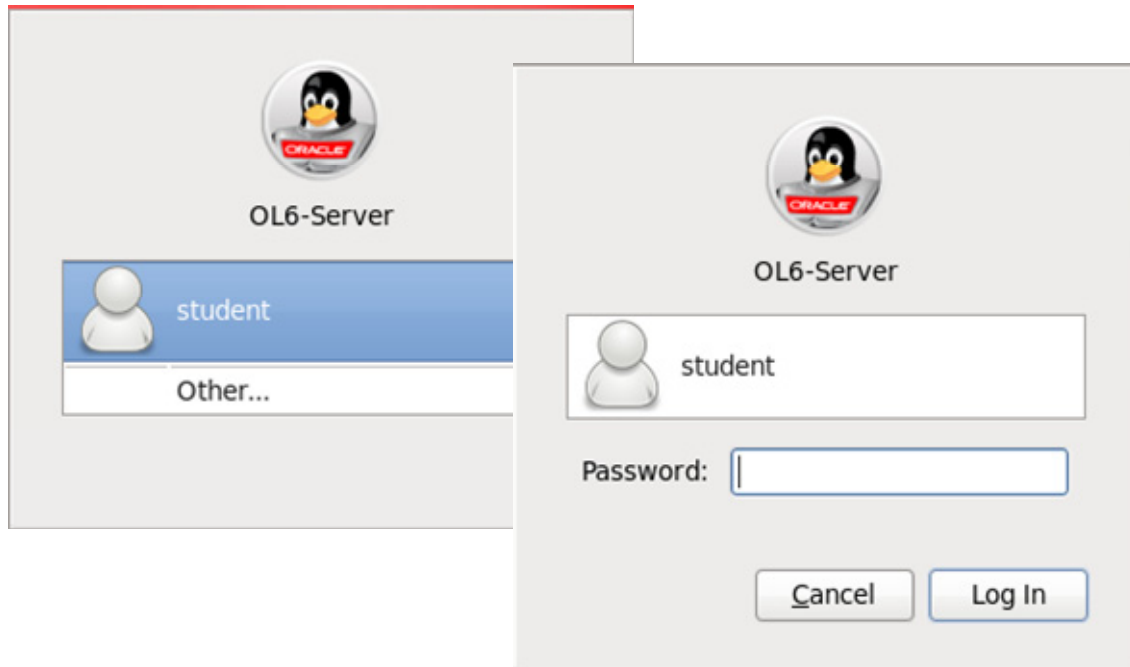 ORACLE
OL6-Server
student
Other...
ORACLE
OL6-Server
student
Password:
Cancel
Log In